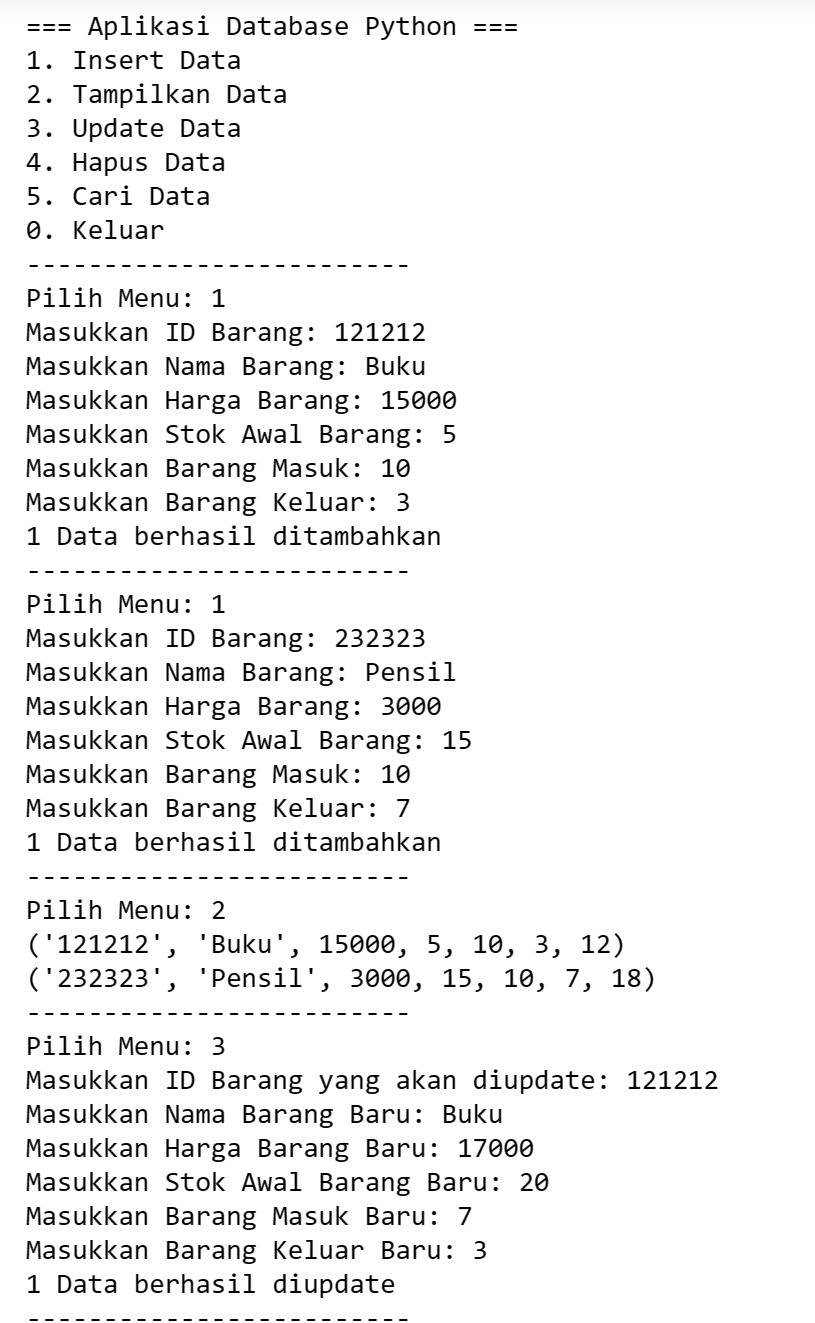 === Aplikasi Database Python ===
1. Insert Data
2. Tampilkan Data
3. Update Data
4. Hapus Data
5. Cari Data
0. Keluar
-------------------------
Pilih Menu: 1
Masukkan ID Barang: 121212
Masukkan Nama Barang: Buku
Masukkan Harga Barang: 15000
Masukkan Stok Awal Barang: 5
Masukkan Barang Masuk: 10
Masukkan Barang Keluar: 3
1 Data berhasil ditambahkan
-------------------------
Pilih Menu: 1
Masukkan ID Barang: 232323
Masukkan Nama Barang: Pensil
Masukkan Harga Barang: 3000
Masukkan Stok Awal Barang: 15
Masukkan Barang Masuk: 10
Masukkan Barang Keluar: 7
1 Data berhasil ditambahkan
-------------------------
Pilih Menu: 2
('121212', 'Buku', 15000, 5, 10, 3, 12)
('232323', 'Pensil', 3000, 15, 10, 7, 18)
-------------------------
Pilih Menu: 3
Masukkan ID Barang yang akan diupdate: 121212
Masukkan Nama Barang Baru: Buku
Masukkan Harga Barang Baru: 17000
Masukkan Stok Awal Barang Baru: 20
Masukkan Barang Masuk Baru: 7
Masukkan Barang Keluar Baru: 3
1 Data berhasil diupdate
-------------------------